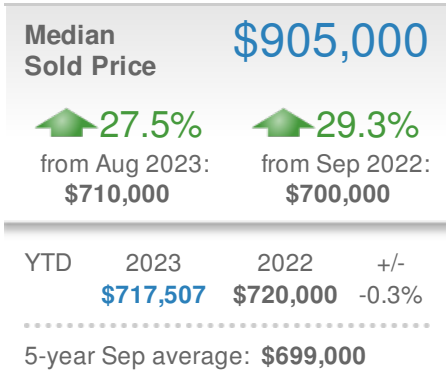 Median $905,000
Sold Price
27.5% 29.3%
from Aug 2023: from Sep 2022:
$710,000 $700,000
YTD 2023 2022 +/-
$717,507 $720,000 -0.3%
5-year Sep average: $699,000